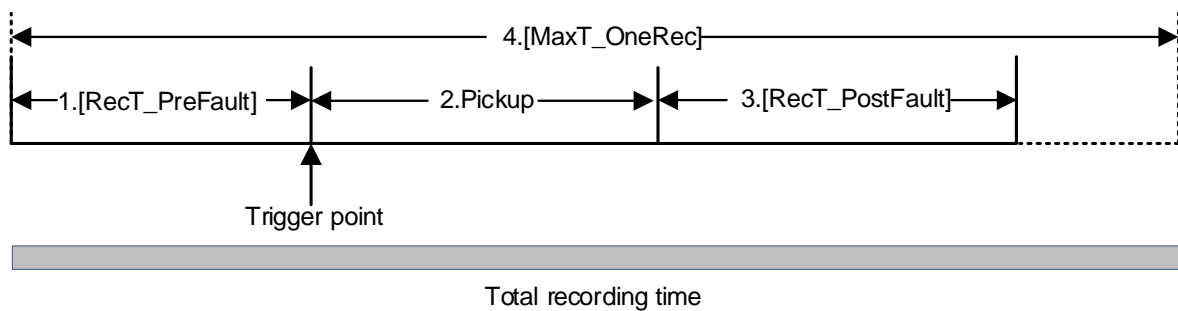 4.[MaxT_OneRec]
1.[RecT_PreFault]
2.Pickup
3.[RecT_PostFault]
Trigger point
Total recording time